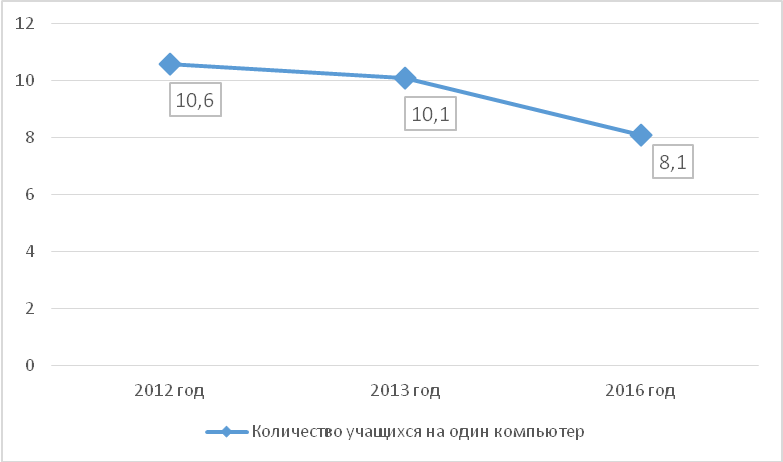 12
10
8
6
4
2
0
10,6
10,1
8,1
2012 год
2013 год
2016 год
Количество учащихся на один компьютер